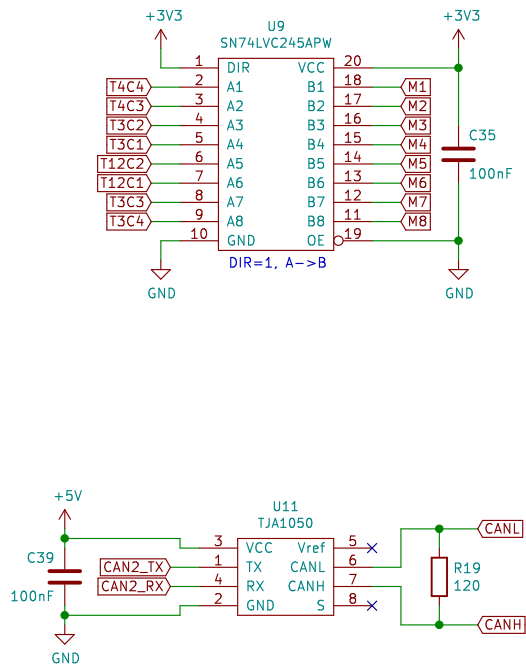 +3V3
+3V3
U9
SN74LVC245APW
1 DIR VCC 20
T4C4 2 A1 B1 18 M1
T4C3 3 A2 B2 17 M2
T3C2 4 A3 B3 16 M3
T3C1 5 A4 B4 15 M4
T12C2 6 A5 B5 14 M5
T12C1 7 A6 B6 13 M6
T3C3 8 A7 B7 12 M7
T3C4 9 A8 B8 11 M8
10 GND OE 19
C35
100nF
DIR=1, A->B
GND
GND
+5V
U11
TJA1050
C39
100nF
3 VCC Vref 5
CAN2_TX 1 TX CANL 6
CAN2_RX 4 RX CANH 7
2 GND S 8
CANL
R19
120
CANH
GND